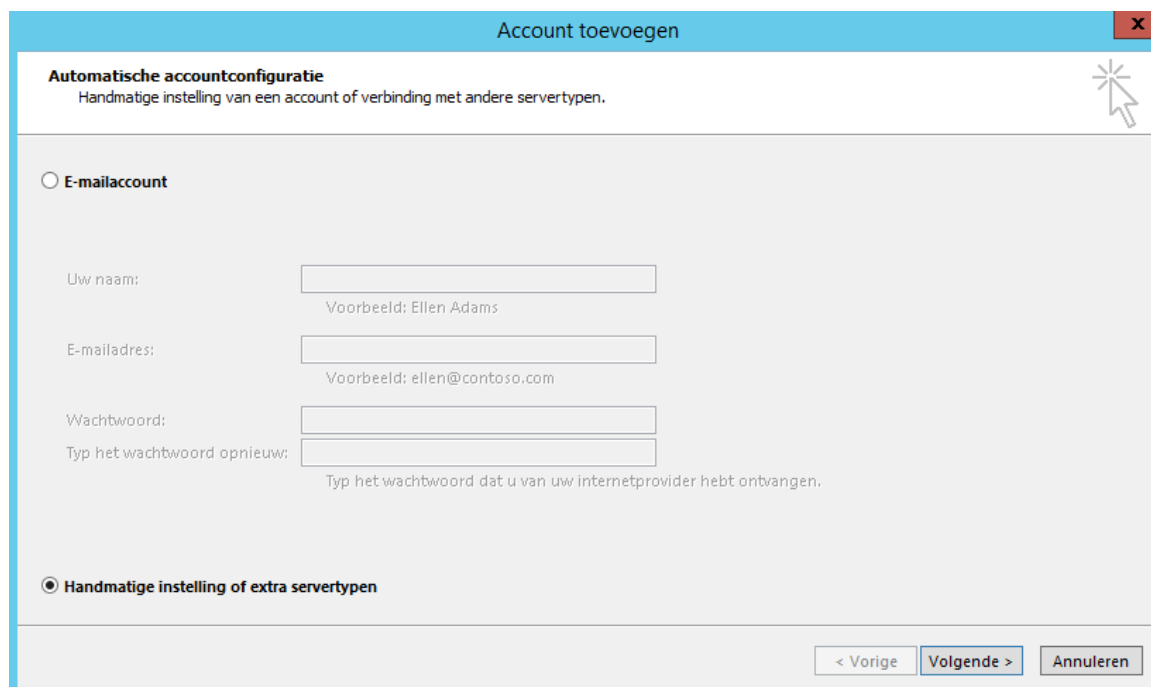 Account toevoegen
x
Automatische accountconfiguratie
Handmatige instelling van een account of verbinding met andere servertypen.
E-mailaccount
Uw naam:
Voorbeeld: Ellen Adams
E-mailadres:
Voorbeeld: ellen@contoso.com
Wachtwoord:
Typ het wachtwoord opnieuw:
Typ het wachtwoord dat u van uw internetprovider hebt ontvangen.
Handmatige instelling of extra servertypen
< Vorige Volgende > Annuleren